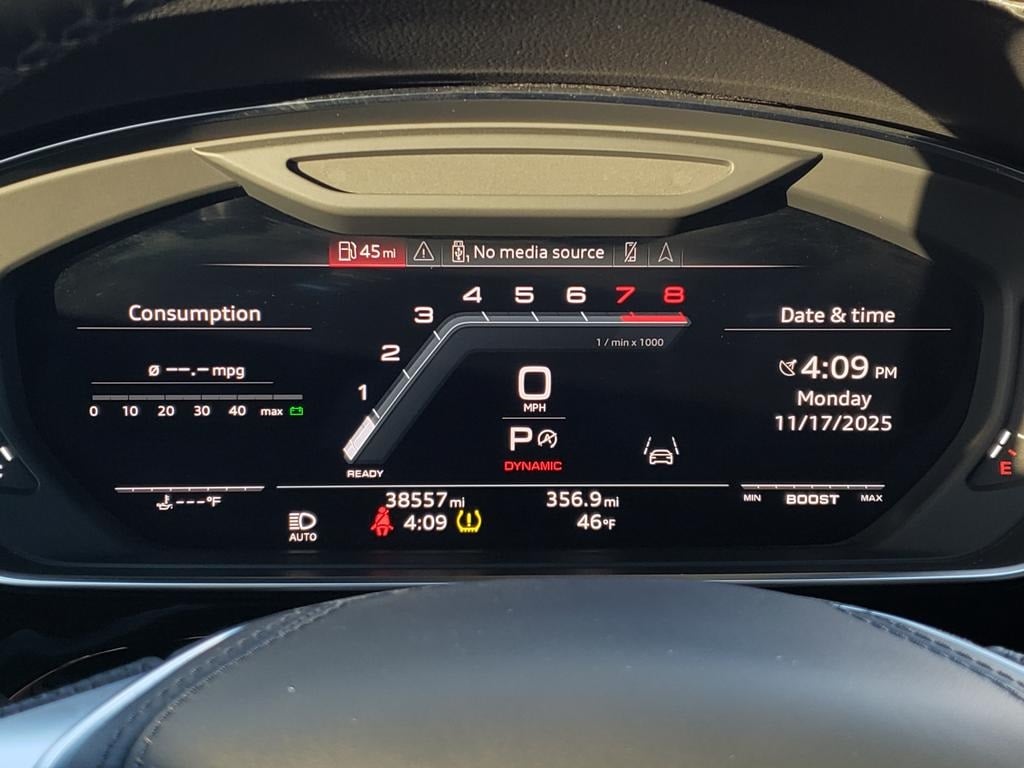 45 mi
No media source
Consumption
ø --.- mpg
0 10 20 30 40 max
1 2 3 4 5 6 7 8
1 / min x 1000
0
MPH
P
DYNAMIC
READY
Date & time
4:09 PM
Monday
11/17/2025
---°F
MIN BOOST MAX
E
AUTO
38557 mi
356.9 mi
4:09
46°F